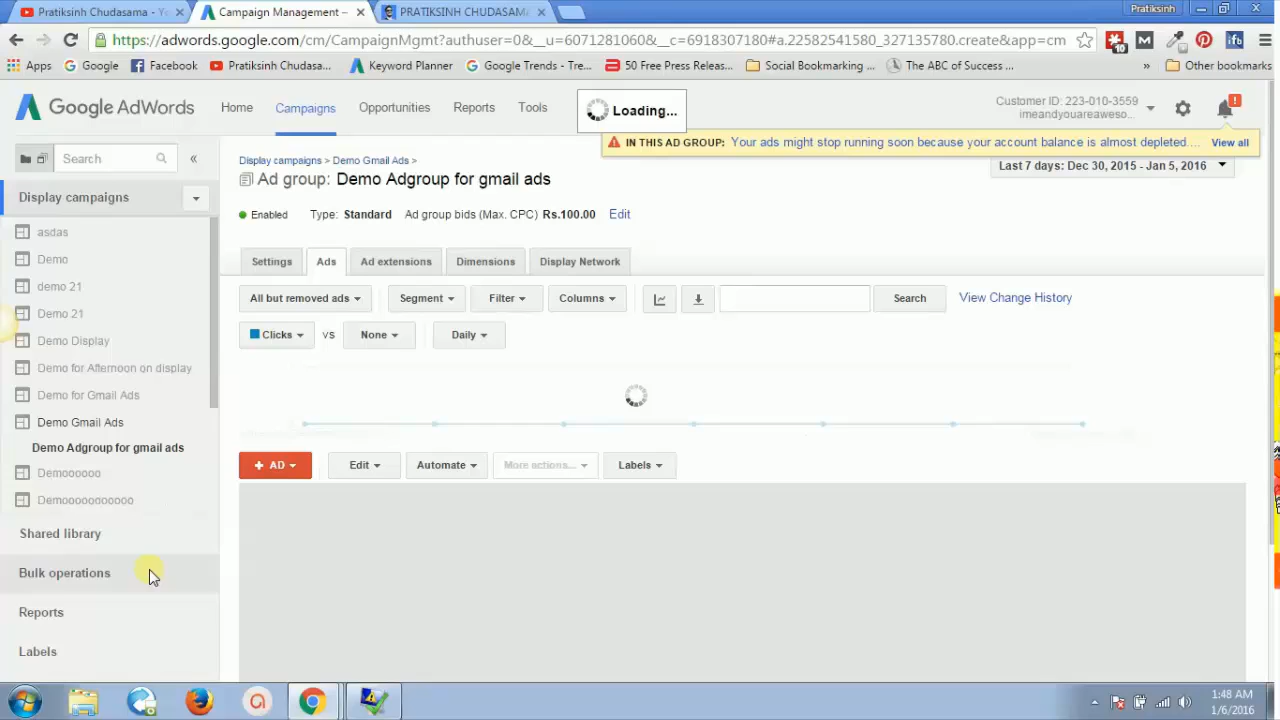 Pratiksinh Chudasama - Yo
Campaign Management –
PRATIKSINH CHUDASAMA
Pratiksinh
https://adwords.google.com/cm/CampaignMgmt?authuser=0&__u=6071281060&__c=6918307180#a.22582541580_327135780.create&app=cm
10
Apps
Google
Facebook
Pratiksinh Chudasa...
Keyword Planner
Google Trends - Tre...
50 Free Press Releas...
Social Bookmarking ...
The ABC of Success ...
»
Other bookmarks
Google AdWords
Home
Campaigns
Opportunities
Reports
Tools
Loading...
Customer ID: 223-010-3559
imeandyouareaweso..
IN THIS AD GROUP: Your ads might stop running soon because your account balance is almost depleted.... View all
Search
«
Display campaigns > Demo Gmail Ads >
Last 7 days: Dec 30, 2015 - Jan 5, 2016
Ad group: Demo Adgroup for gmail ads
Display campaigns
Enabled Type: Standard Ad group bids (Max. CPC) Rs.100.00 Edit
asdas
Demo
demo 21
Demo 21
Demo Display
Demo for Afternoon on display
Demo for Gmail Ads
Demo Gmail Ads
Demo Adgroup for gmail ads
Demoooooo
Demooooooooooo
Shared library
Bulk operations
Reports
Labels
Settings
Ads
Ad extensions
Dimensions
Display Network
All but removed ads
Segment
Filter
Columns
Search
View Change History
Clicks
VS
None
Daily
+ AD
Edit
Automate
More actions...
Labels
1:48 AM
1/6/2016